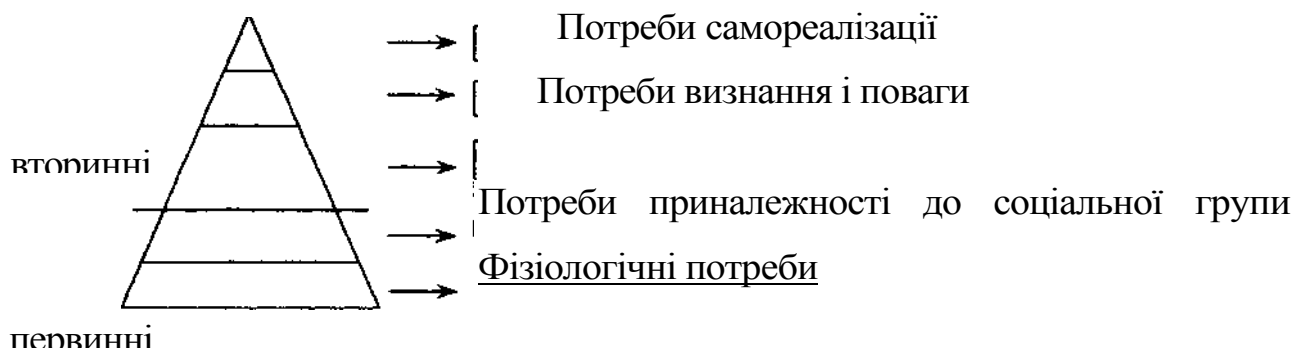 Потреби самореалізації
Потреби визнання і поваги
вторинні
Потреби приналежності до соціальної групи
Фізіологічні потреби
первинні